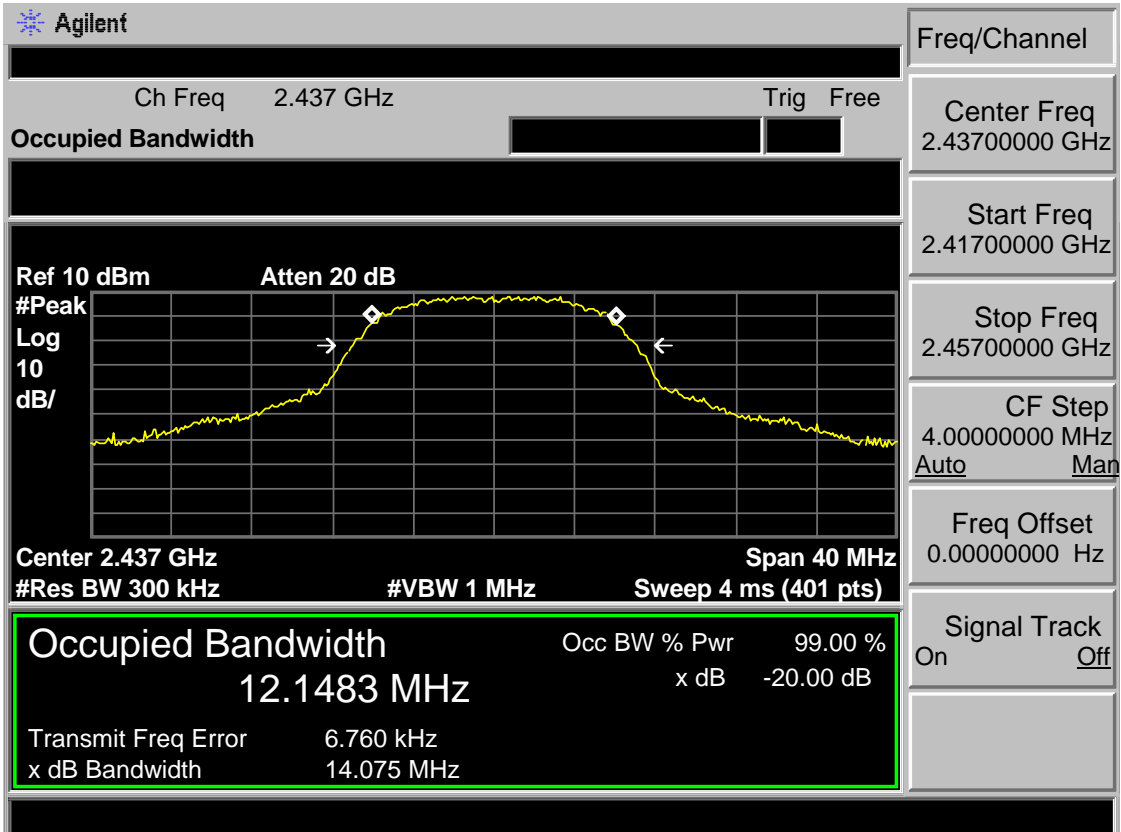 Agilent
Freq/Channel
Ch Freq 2.437 GHz Trig Free
Occupied Bandwidth
Center Freq
2.43700000 GHz
Start Freq
2.41700000 GHz
Stop Freq
2.45700000 GHz
CF Step
4.00000000 MHz
Auto Man
Freq Offset
0.00000000 Hz
Signal Track
On Off
Ref 10 dBm Atten 20 dB
#Peak
Log
10
dB/
Center 2.437 GHz Span 40 MHz
#Res BW 300 kHz #VBW 1 MHz Sweep 4 ms (401 pts)
Occupied Bandwidth Occ BW % Pwr 99.00 %
12.1483 MHz x dB -20.00 dB
Transmit Freq Error 6.760 kHz
x dB Bandwidth 14.075 MHz